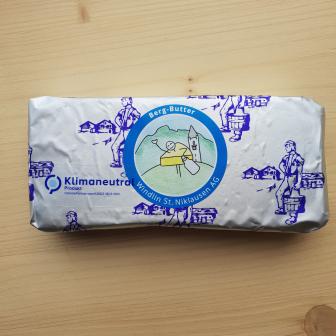 Berg-Butter
Klimaneutral
Produkt
Windlin St. Niklausen AG